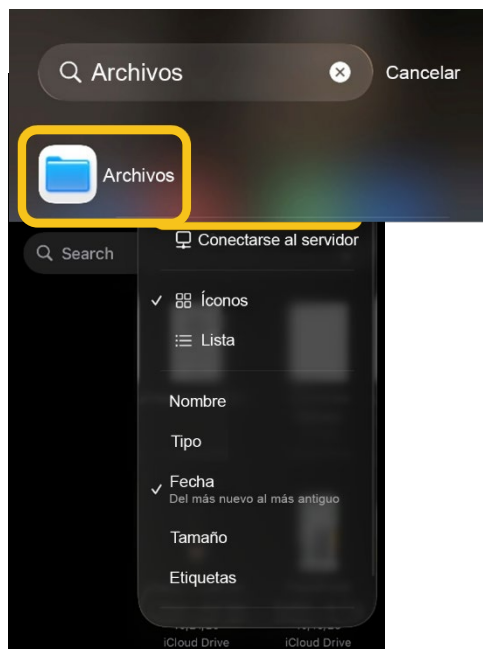 Archivos
Cancelar
Archivos
Search
Conectarse al servidor
Íconos
Lista
Nombre
Tipo
Fecha
Del más nuevo al más antiguo
Tamaño
Etiquetas
iCloud Drive
iCloud Drive